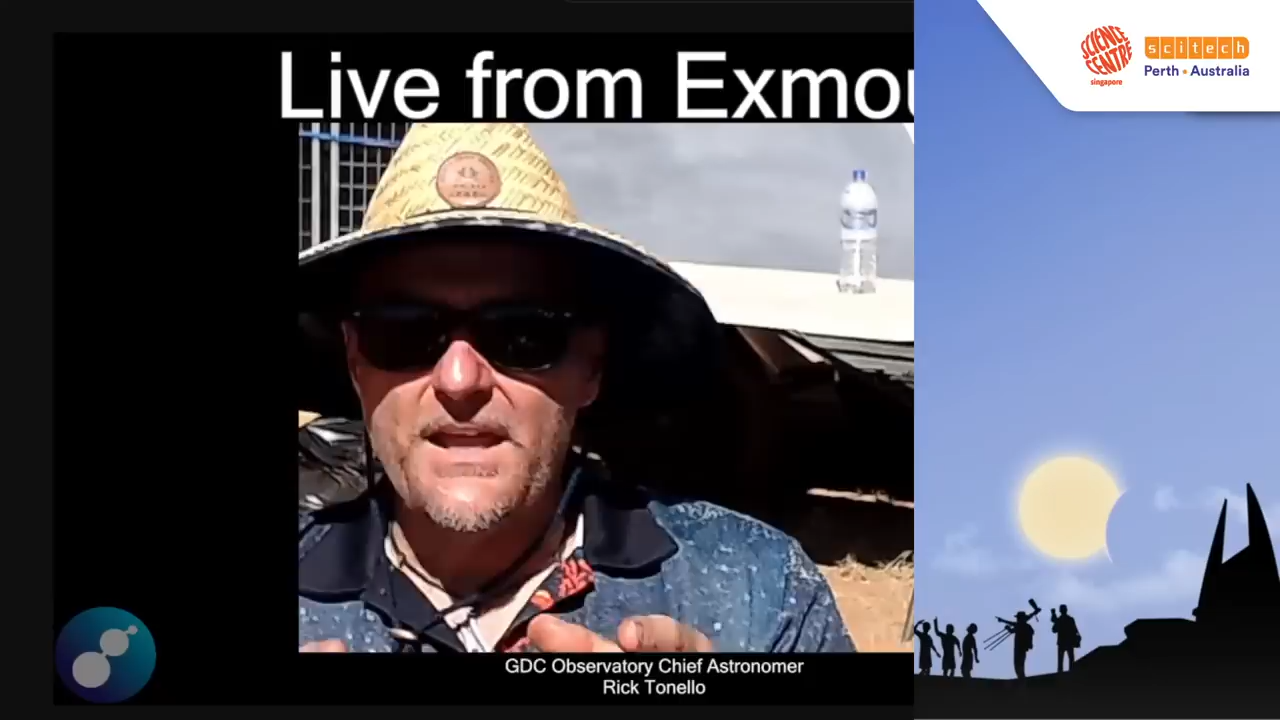 Live from Exmou
SCIENCE
CENTRE
singapore
scitech
Perth • Australia
GDC Observatory Chief Astronomer
Rick Tonello